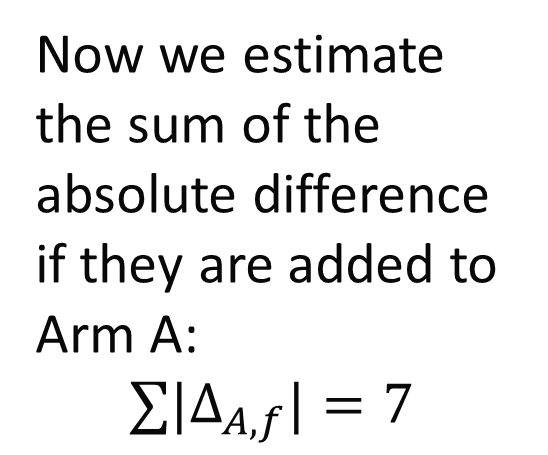 Now we estimate
the sum of the
absolute difference
if they are added to
Arm A:
∑|Δ_{A,f}| = 7